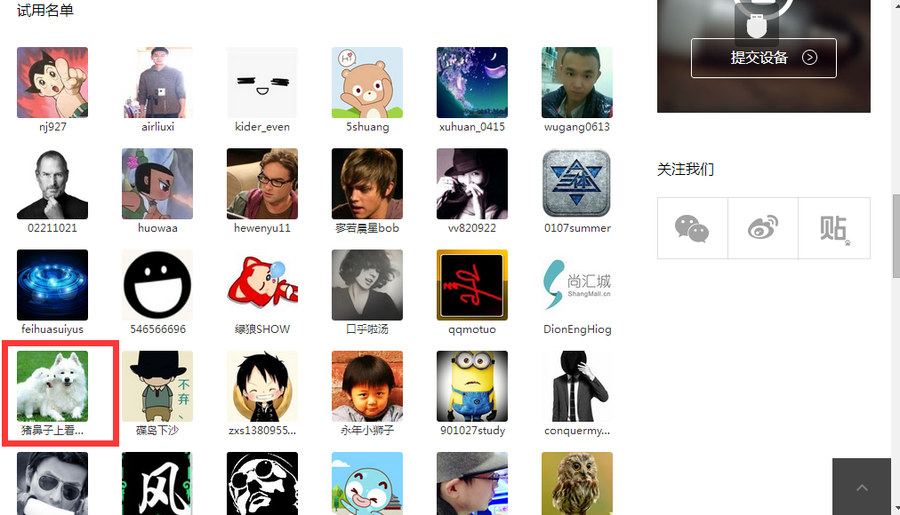 试用名单
Hi
nj927
airliuxi
kider_even
5shuang
xuhuan_0415
wugang0613
02211021
huowaa
hewenyu11
寥若晨星bob
vv820922
0107summer
feihuasuiyus
546566696
绿狼SHOW
口乎啦汤
qqmotuo
尚汇城
ShangMall.cn
DionEngHiog
猪鼻子上看...
不弃、
碟岛下沙
zxs1380955...
永年小狮子
901027study
conquermy...
风
提交设备
关注我们
贴